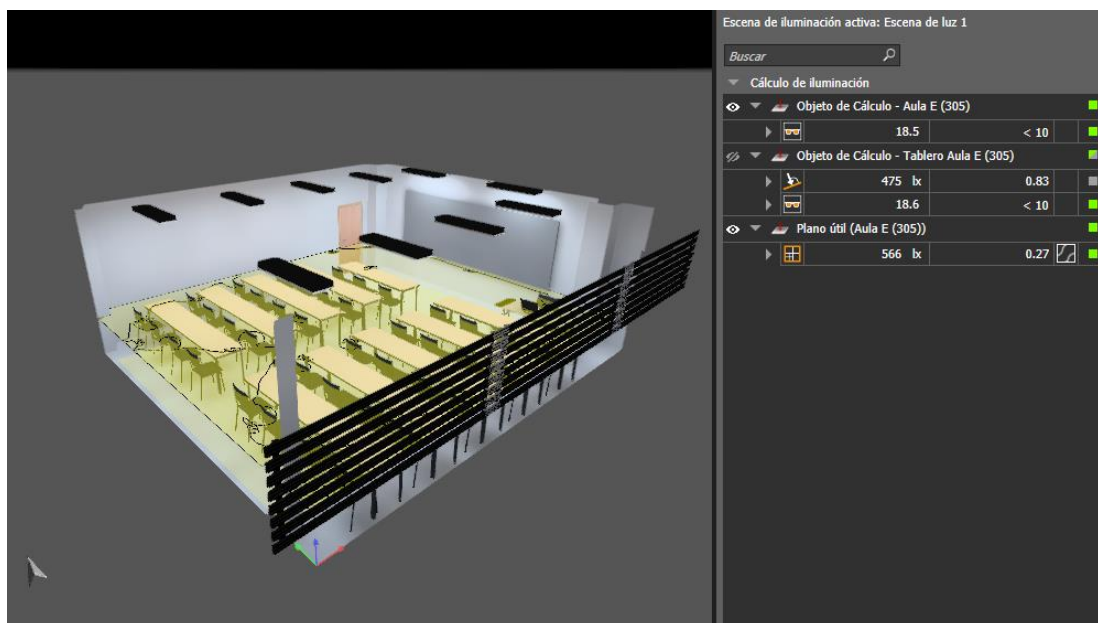 Escena de iluminación activa: Escena de luz 1
Buscar
Cálculo de iluminación
Objeto de Cálculo - Aula E (305)
18.5 < 10
Objeto de Cálculo - Tablero Aula E (305)
475 lx 0.83
18.6 < 10
Plano útil (Aula E (305))
566 lx 0.27